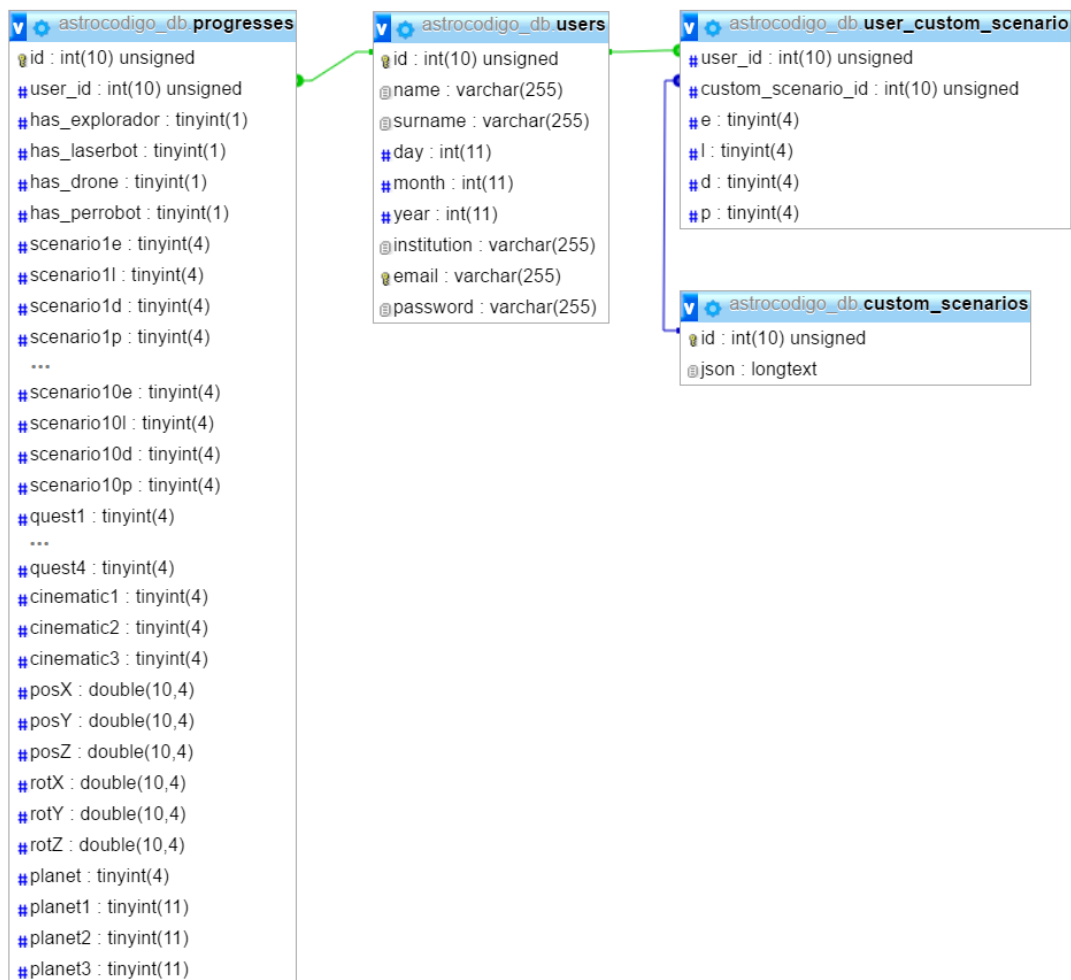 astrocodigo_db.progresses
id : int(10) unsigned
user_id : int(10) unsigned
has_explorador : tinyint(1)
has_laserbot : tinyint(1)
has_drone : tinyint(1)
has_perrobot : tinyint(1)
scenario1e : tinyint(4)
scenario1l : tinyint(4)
scenario1d : tinyint(4)
scenario1p : tinyint(4)
...
scenario10e : tinyint(4)
scenario10l : tinyint(4)
scenario10d : tinyint(4)
scenario10p : tinyint(4)
quest1 : tinyint(4)
...
quest4 : tinyint(4)
cinematic1 : tinyint(4)
cinematic2 : tinyint(4)
cinematic3 : tinyint(4)
posX : double(10,4)
posY : double(10,4)
posZ : double(10,4)
rotX : double(10,4)
rotY : double(10,4)
rotZ : double(10,4)
planet : tinyint(4)
planet1 : tinyint(11)
planet2 : tinyint(11)
planet3 : tinyint(11)
astrocodigo_db.users
id : int(10) unsigned
name : varchar(255)
surname : varchar(255)
day : int(11)
month : int(11)
year : int(11)
institution : varchar(255)
email : varchar(255)
password : varchar(255)
astrocodigo_db.user_custom_scenario
user_id : int(10) unsigned
custom_scenario_id : int(10) unsigned
e : tinyint(4)
l : tinyint(4)
d : tinyint(4)
p : tinyint(4)
astrocodigo_db.custom_scenarios
id : int(10) unsigned
json : longtext